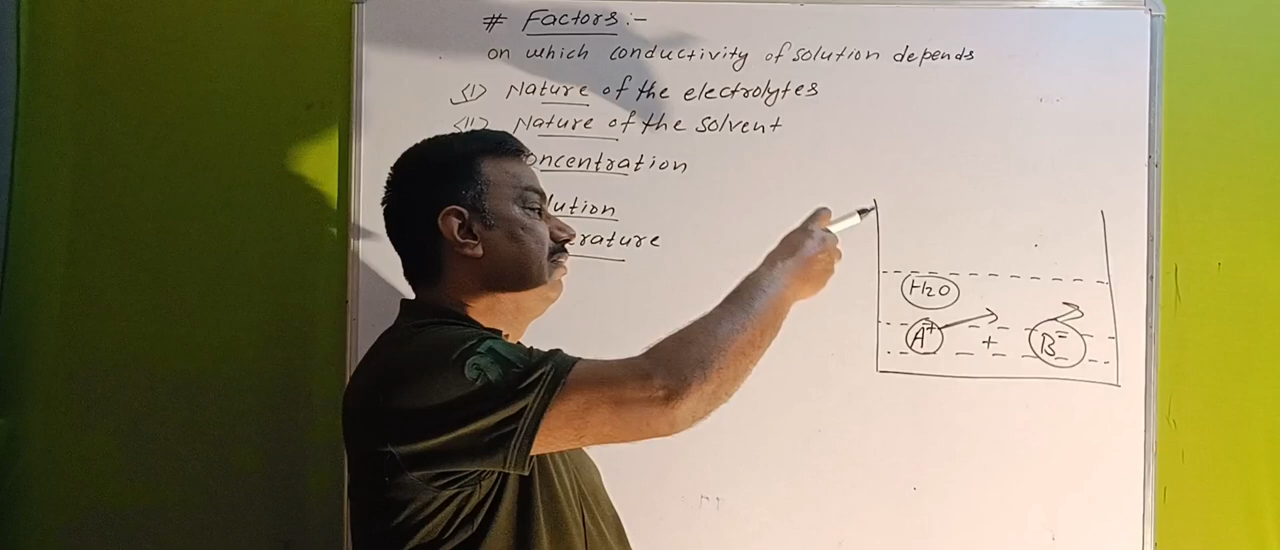 # Factors :-
on which conductivity of solution depends
(I) Nature of the electrolytes
(II) Nature of the solvent
oncentration
lution
erature
H2O
A+ + B-